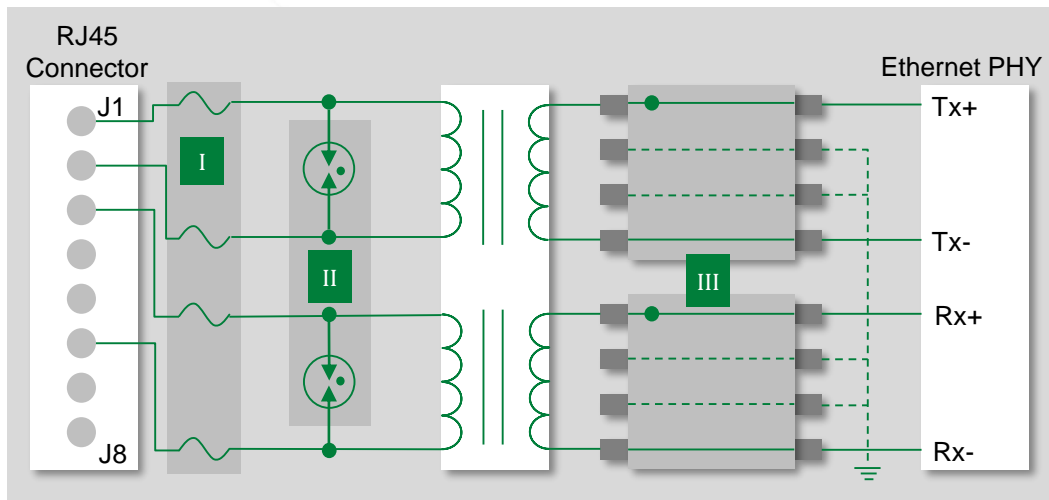 RJ45
Connector
Ethernet PHY
J1
I
II
III
J8
Tx+
Tx-
Rx+
Rx-